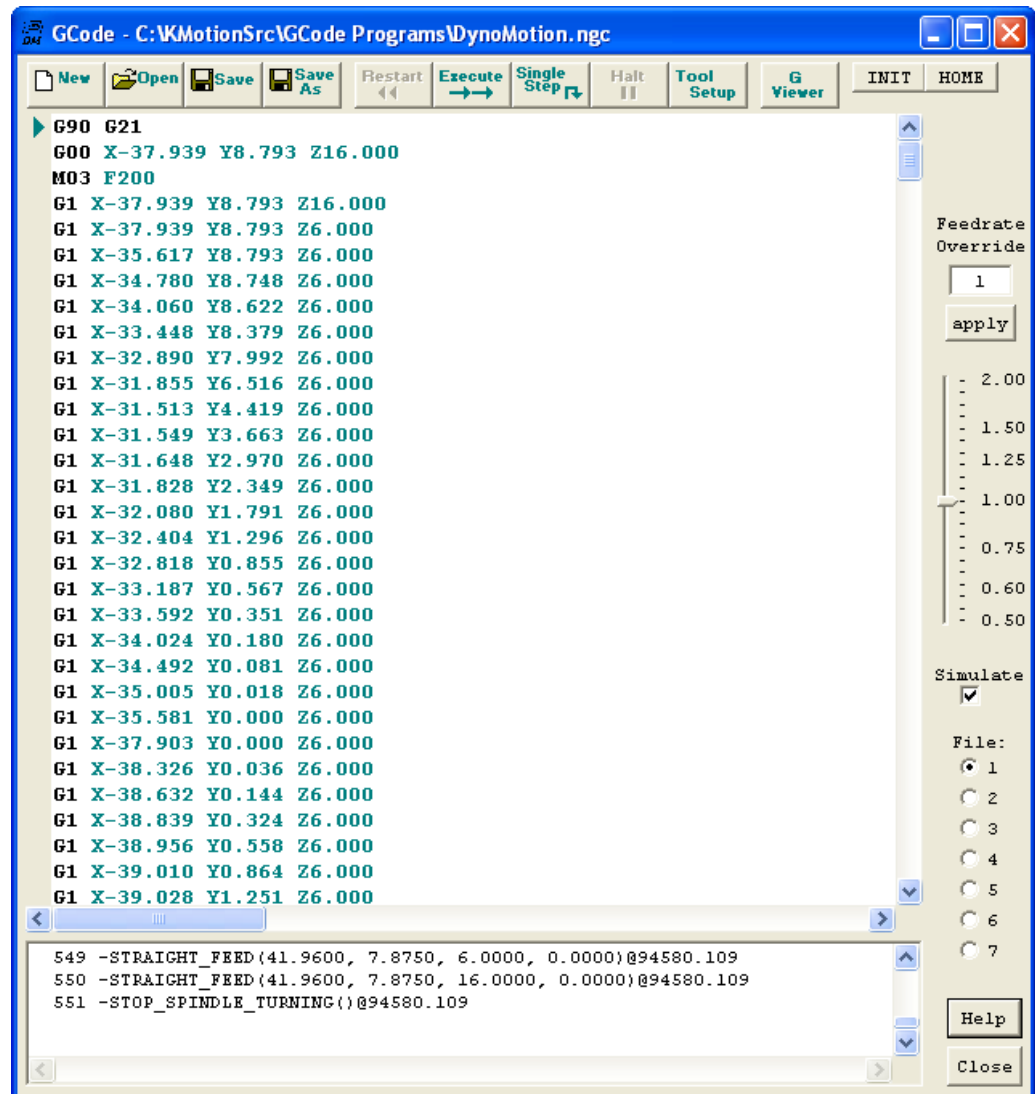 GCode - C:\KMotionSrc\GCode Programs\DynoMotion.ngc
New Open Save Save As Restart Execute Single Step Halt Tool Setup G Viewer INIT HOME
G90 G21
G00 X-37.939 Y8.793 Z16.000
M03 F200
G1 X-37.939 Y8.793 Z16.000
G1 X-37.939 Y8.793 Z6.000
G1 X-35.617 Y8.793 Z6.000
G1 X-34.780 Y8.748 Z6.000
G1 X-34.060 Y8.622 Z6.000
G1 X-33.448 Y8.379 Z6.000
G1 X-32.890 Y7.992 Z6.000
G1 X-31.855 Y6.516 Z6.000
G1 X-31.513 Y4.419 Z6.000
G1 X-31.549 Y3.663 Z6.000
G1 X-31.648 Y2.970 Z6.000
G1 X-31.828 Y2.349 Z6.000
G1 X-32.080 Y1.791 Z6.000
G1 X-32.404 Y1.296 Z6.000
G1 X-32.818 Y0.855 Z6.000
G1 X-33.187 Y0.567 Z6.000
G1 X-33.592 Y0.351 Z6.000
G1 X-34.024 Y0.180 Z6.000
G1 X-34.492 Y0.081 Z6.000
G1 X-35.005 Y0.018 Z6.000
G1 X-35.581 Y0.000 Z6.000
G1 X-37.903 Y0.000 Z6.000
G1 X-38.326 Y0.036 Z6.000
G1 X-38.632 Y0.144 Z6.000
G1 X-38.839 Y0.324 Z6.000
G1 X-38.956 Y0.558 Z6.000
G1 X-39.010 Y0.864 Z6.000
G1 X-39.028 Y1.251 Z6.000
549 -STRAIGHT_FEED(41.9600, 7.8750, 6.0000, 0.0000)@94580.109
550 -STRAIGHT_FEED(41.9600, 7.8750, 16.0000, 0.0000)@94580.109
551 -STOP_SPINDLE_TURNING()@94580.109
Feedrate
Override
1
apply
2.00
1.50
1.25
1.00
0.75
0.60
0.50
Simulate
File:
1
2
3
4
5
6
7
Help
Close